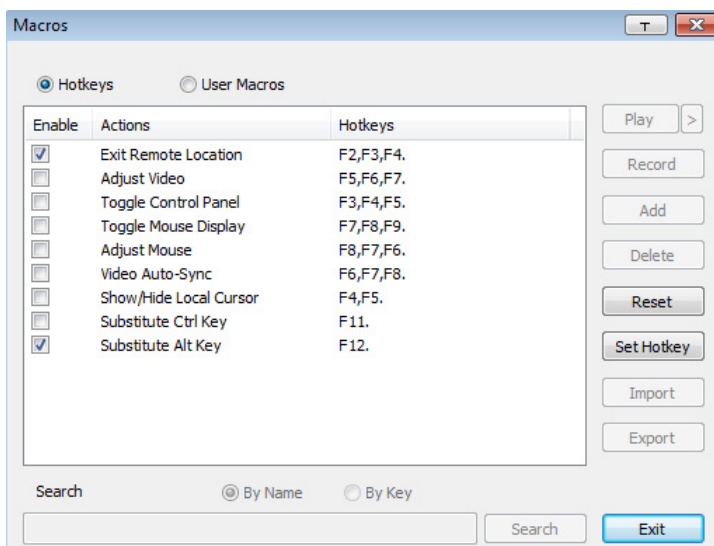 Macros
T
Hotkeys User Macros
Enable Actions Hotkeys
Exit Remote Location F2,F3,F4.
Adjust Video F5,F6,F7.
Toggle Control Panel F3,F4,F5.
Toggle Mouse Display F7,F8,F9.
Adjust Mouse F8,F7,F6.
Video Auto-Sync F6,F7,F8.
Show/Hide Local Cursor F4,F5.
Substitute Ctrl Key F11.
Substitute Alt Key F12.
Play >
Record
Add
Delete
Reset
Set Hotkey
Import
Export
Search By Name By Key
Search Exit